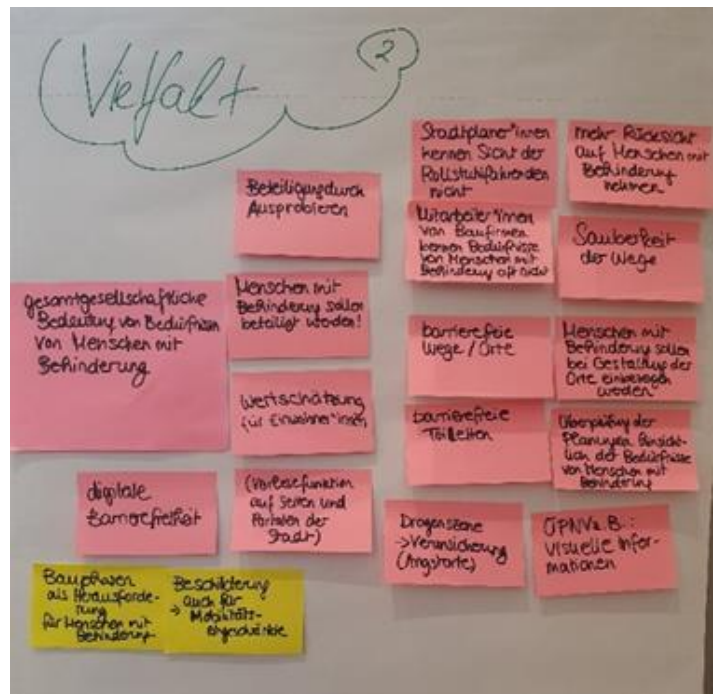 Vielfalt
2
Stadtplaner*innen
kennen Sicht der
Rollstuhlfahrenden
nicht
mehr Rücksicht
auf Menschen mit
Behinderung
nehmen
Beteiligung durch
Ausprobieren
Mitarbeiter*innen
von Baufirmen
kennen Bedürfnisse
von Menschen mit
Behinderung oft nicht
Sauberkeit
der Wege
gesamtgesellschaftliche
Bedeutung von Bedürfnissen
von Menschen mit
Behinderung
Menschen mit
Behinderung sollen
beteiligt werden!
barrierefreie
Wege / Orte
Menschen mit
Behinderung sollen
bei Gestaltung der
Orte einbezogen
werden
Wertschätzung
für Einwohner*innen
barrierefreie
Toiletten
Überprüfung der
Planungen hinsicht-
lich der Bedürfnisse
von Menschen mit
Behinderung
digitale
Barrierefreiheit
(Vorlesefunktion
auf Seiten und
Portalen der
Stadt)
Drogenszene
→ Verunsicherung
(Angstorte)
ÖPNV z.B.:
visuelle Infor-
mationen
Bauphasen
als Herausforde-
rung
für Menschen mit
Behinderung
Beschilderung
auch für
→ Mobilitäts-
eingeschränkte